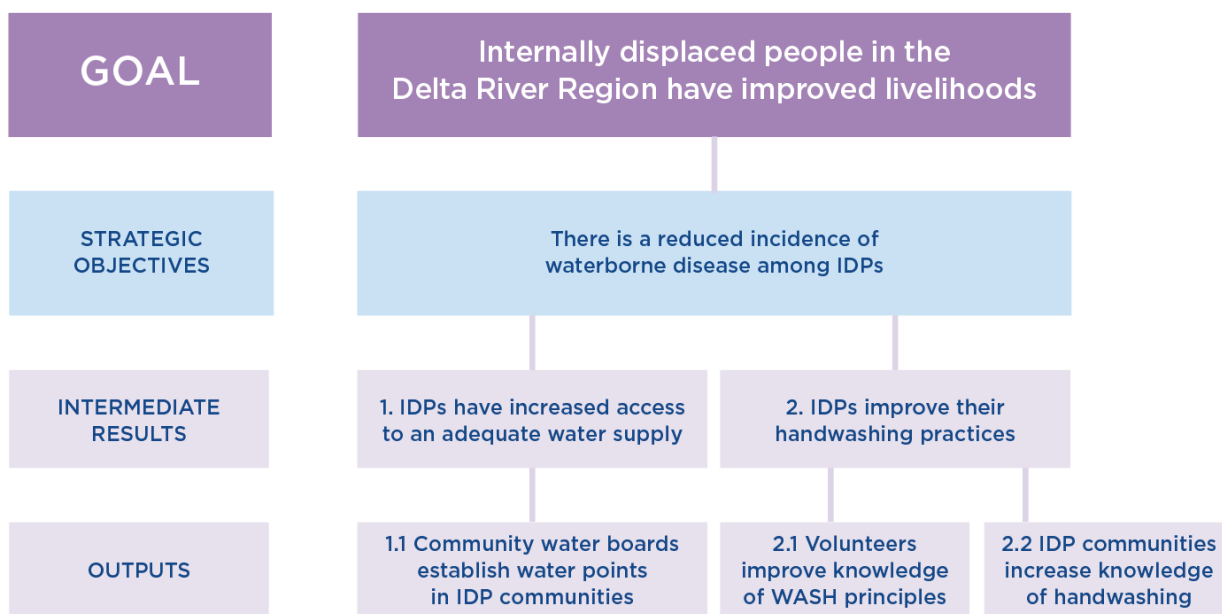 GOAL
Internally displaced people in the
Delta River Region have improved livelihoods
STRATEGIC
OBJECTIVES
There is a reduced incidence of
waterborne disease among IDPs
INTERMEDIATE
RESULTS
1. IDPs have increased access
to an adequate water supply
2. IDPs improve their
handwashing practices
OUTPUTS
1.1 Community water boards
establish water points
in IDP communities
2.1 Volunteers
improve knowledge
of WASH principles
2.2 IDP communities
increase knowledge
of handwashing